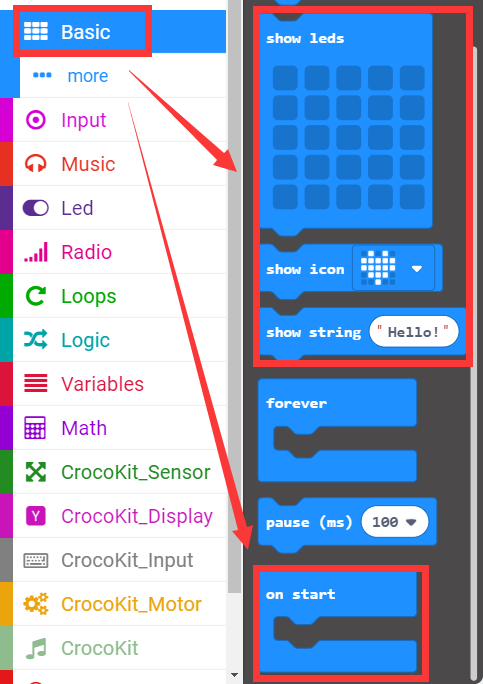 Basic
more
Input
Music
Led
Radio
Loops
Logic
Variables
Math
CrocoKit_Sensor
Y CrocoKit_Display
CrocoKit_Input
CrocoKit_Motor
CrocoKit
show leds
show icon
show string "Hello!"
forever
pause (ms) 100
on start